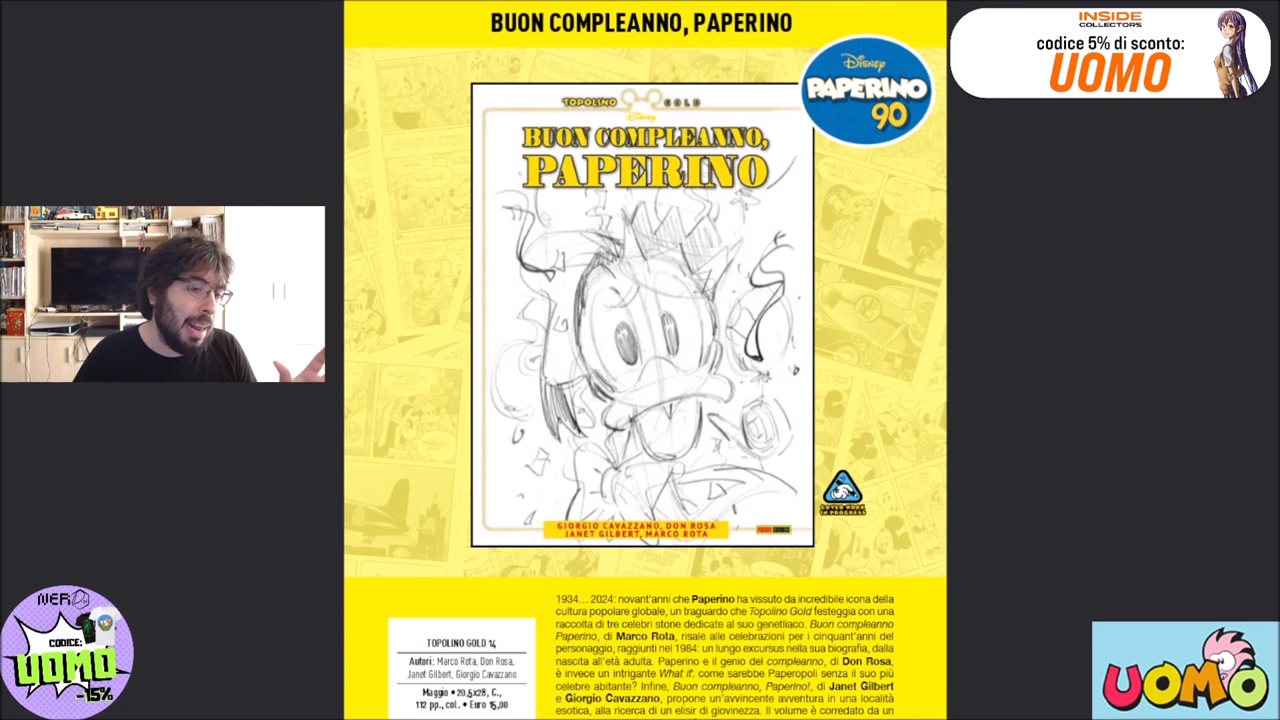 BUON COMPLEANNO, PAPERINO
INSIDE
COLLECTORS
codice 5% di sconto:
UOMO
Disney
PAPERINO
90
TOPOLINO GOLD
Disney
BUON COMPLEANNO,
PAPERINO
GIORGIO CAVAZZANO, DON ROSA
JANET GILBERT, MARCO ROTA
PANINI COMICS
COVER WORK
IN PROGRESS
1934... 2024: novant'anni che Paperino ha vissuto da incredibile icona della
cultura popolare globale, un traguardo che Topolino Gold festeggia con una
raccolta di tre celebri storie dedicate al suo genetliaco. Buon compleanno
Paperino, di Marco Rota, risale alle celebrazioni per i cinquant'anni del
personaggio, raggiunti nel 1984: un lungo excursus nella sua biografia, dalla
nascita all'età adulta. Paperino e il genio del compleanno, di Don Rosa,
è invece un intrigante What if: come sarebbe Paperopoli senza il suo più
celebre abitante? Infine, Buon compleanno, Paperino!, di Janet Gilbert
e Giorgio Cavazzano, propone un'avvincente avventura in una località
esotica, alla ricerca di un elisir di giovinezza. Il volume è corredato da un
TOPOLINO GOLD 14
Autori: Marco Rota, Don Rosa,
Janet Gilbert, Giorgio Cavazzano
Maggio • 20,5x28, C.,
112 pp., col. • Euro 15,00
NERD
CODICE:
UOMO
-15%
UOMO